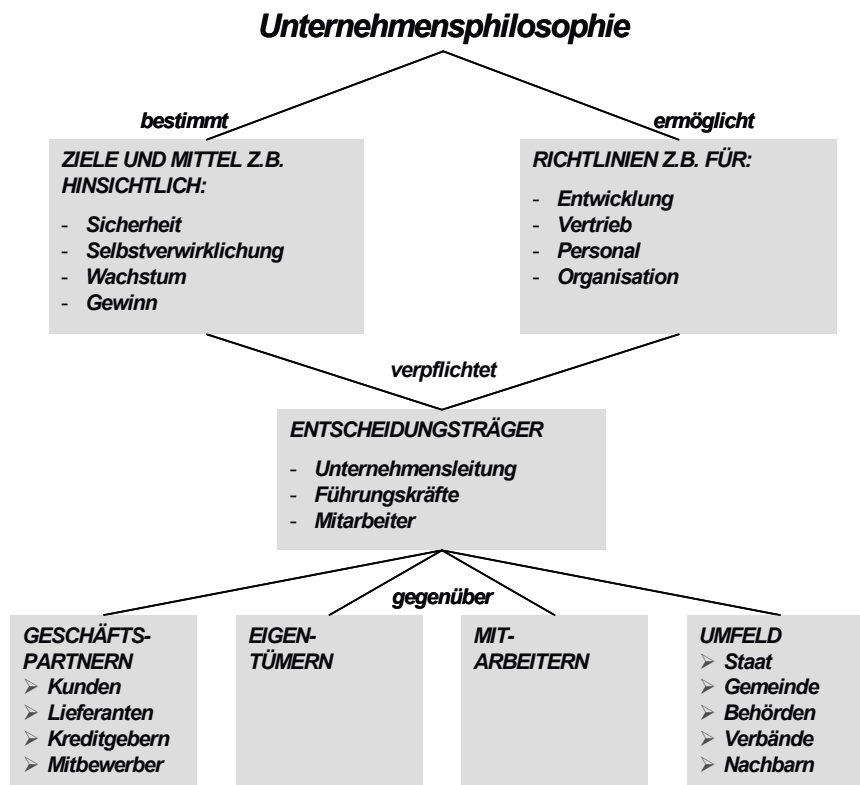 Unternehmensphilosophie
bestimmt
ermöglicht
ZIELE UND MITTEL Z.B.
HINSICHTLICH:
- Sicherheit
- Selbstverwirklichung
- Wachstum
- Gewinn
RICHTLINIEN Z.B. FÜR:
- Entwicklung
- Vertrieb
- Personal
- Organisation
verpflichtet
ENTSCHEIDUNGSTRÄGER
- Unternehmensleitung
- Führungskräfte
- Mitarbeiter
gegenüber
GESCHÄFTS-
PARTNERN
➢ Kunden
➢ Lieferanten
➢ Kreditgebern
➢ Mitbewerber
EIGEN-
TÜMERN
MIT-
ARBEITERN
UMFELD
➢ Staat
➢ Gemeinde
➢ Behörden
➢ Verbände
➢ Nachbarn